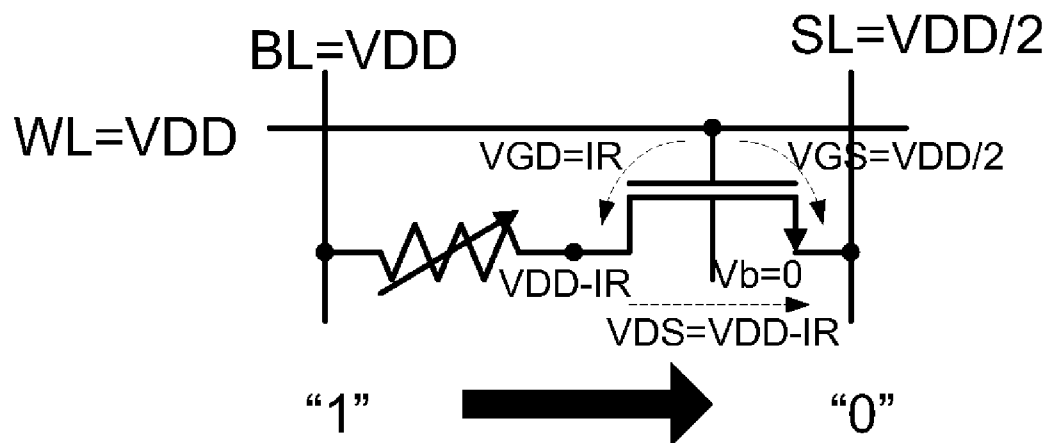 BL=VDD
SL=VDD/2
WL=VDD
VGD=IR
VGS=VDD/2
VDD-IR
Vb=0
VDS=VDD-IR
“1”
“0”